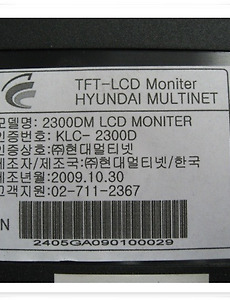 TFT-LCD Moniter
HYUNDAI MULTINET
모델명: 2300DM LCD MONITER
인증번호: KLC- 2300D
인증상호: ㈜현대멀티넷
제조자/제조국:㈜현대멀티넷/한국
제조년월:2009.10.30
고객지원:02-711-2367
N
2405GA090100029